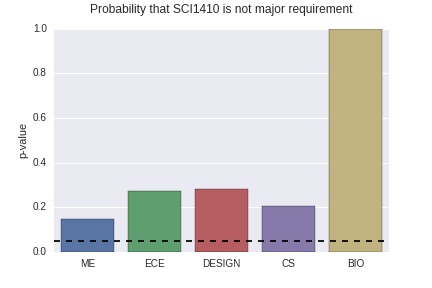 Probability that SCI1410 is not major requirement
1.0
0.8
0.6
0.4
0.2
0.0
p-value
ME ECE DESIGN CS BIO